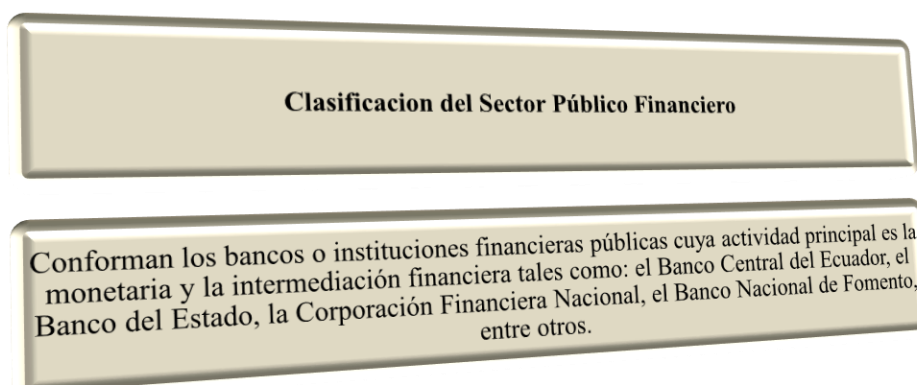 Clasificacion del Sector Público Financiero
Conforman los bancos o instituciones financieras públicas cuya actividad principal es la
monetaria y la intermediación financiera tales como: el Banco Central del Ecuador, el
Banco del Estado, la Corporación Financiera Nacional, el Banco Nacional de Fomento,
entre otros.